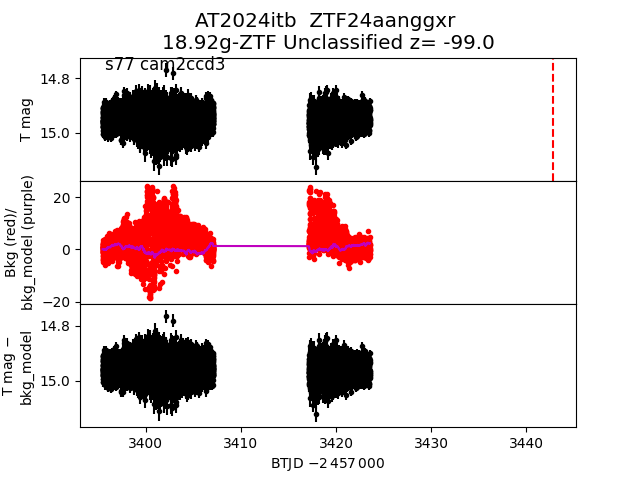 AT2024itb  ZTF24aanggxr
18.92g-ZTF Unclassified z= -99.0
s77 cam2ccd3
14.8
15.0
T mag
20
0
−20
Bkg (red)/
bkg_model (purple)
14.8
15.0
T mag −
bkg_model
3400
3410
3420
3430
3440
BTJD −2 457 000